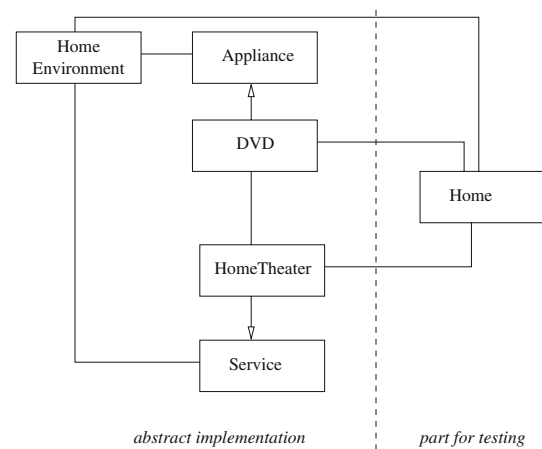 Home
Environment
Appliance
DVD
Home
HomeTheater
Service
abstract implementation
part for testing